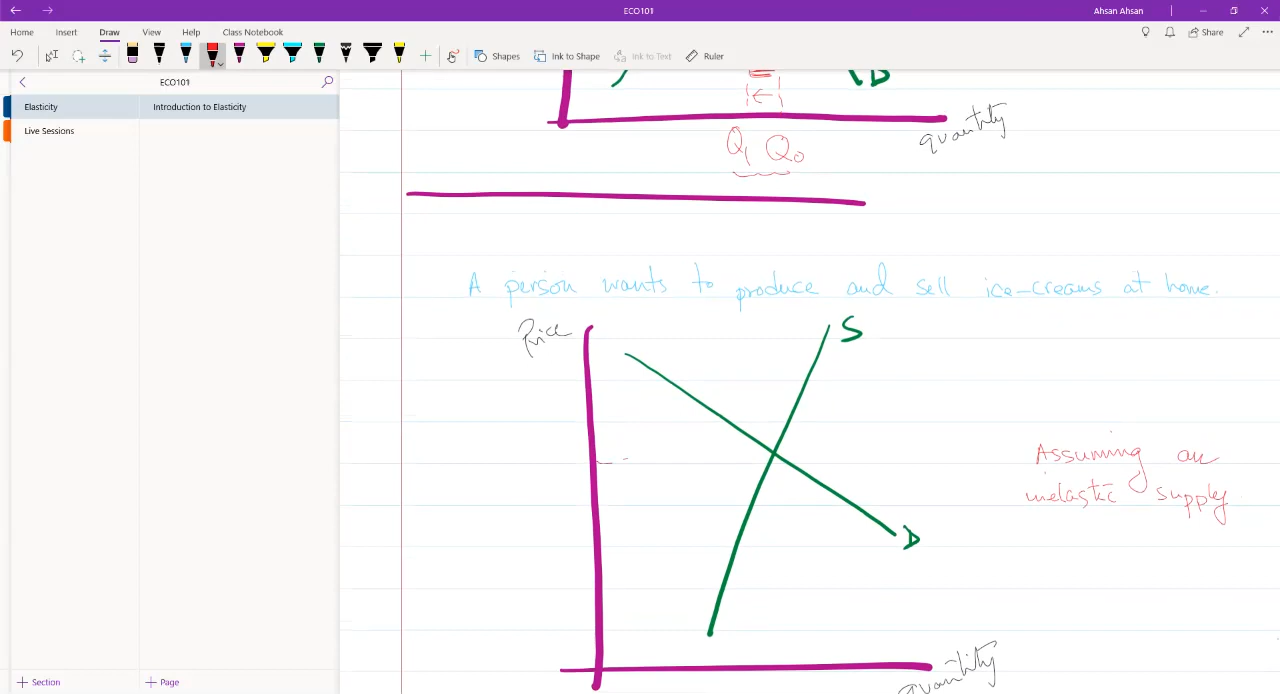 ECO101
Ahsan Ahsan
Home Insert Draw View Help Class Notebook
Share
Shapes Ink to Shape Ink to Text Ruler
ECO101
Elasticity
Introduction to Elasticity
Live Sessions
B
quantity
Q1 Q0
A person wants to produce and sell ice-creams at home.
Price
S
D
Assuming an
inelastic supply
quantity
+ Section
+ Page